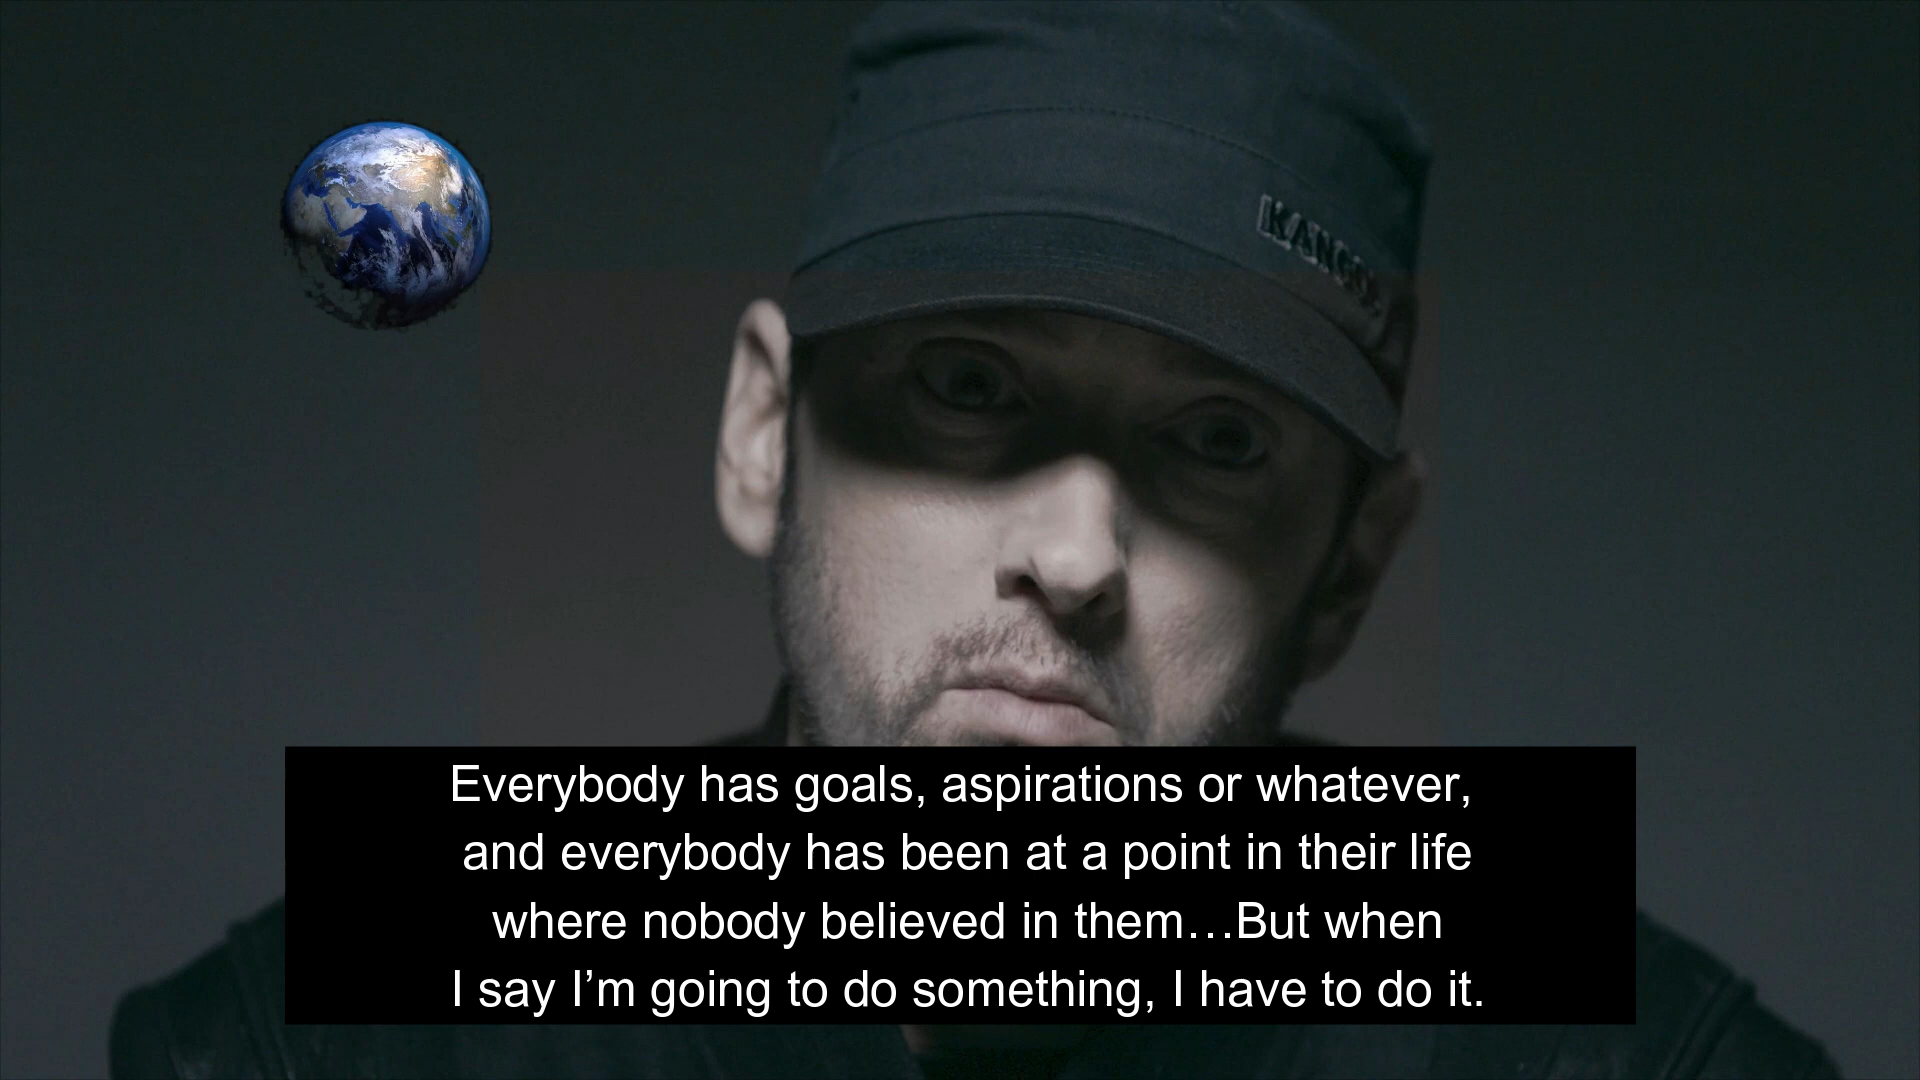 KANGOL
Everybody has goals, aspirations or whatever,
and everybody has been at a point in their life
where nobody believed in them…But when
I say I’m going to do something, I have to do it.